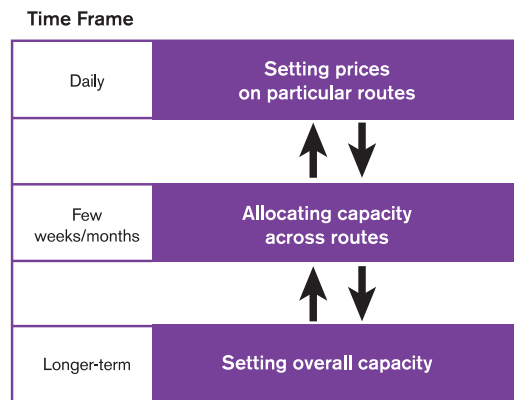 Time Frame
Daily
Setting prices
on particular routes
Few
weeks/months
Allocating capacity
across routes
Longer-term
Setting overall capacity